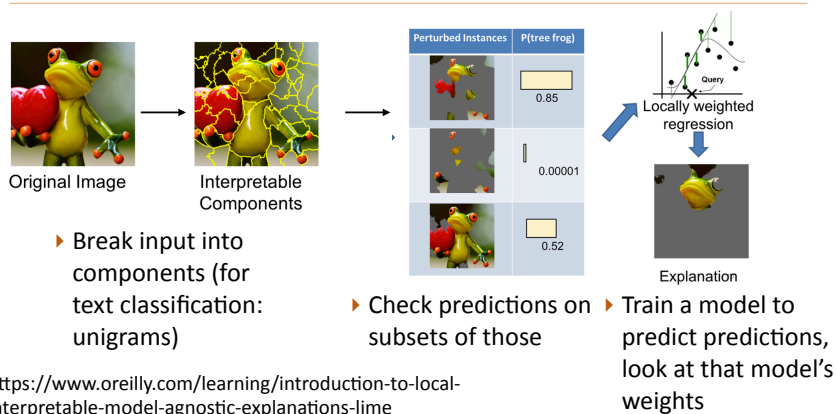 Perturbed Instances
P(tree frog)
0.85
0.00001
0.52
Query
Locally weighted
regression
Original Image
Interpretable
Components
Explanation
Break input into
components (for
text classification:
unigrams)
Check predictions on
subsets of those
Train a model to
predict predictions,
look at that model's
weights
ttps://www.oreilly.com/learning/introduction-to-local-
nterpretable-model-agnostic-explanations-lime